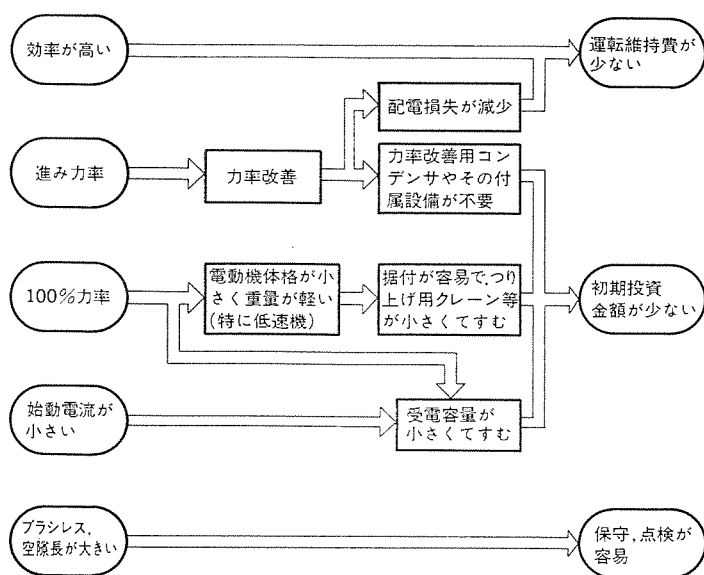 効率が高い
運転維持費が
少ない
配電損失が減少
進み力率
力率改善
力率改善用コン
デンサやその付
属設備が不要
100%力率
電動機体格が小
さく重量が軽い
(特に低速機)
据付が容易で,つり
上げ用クレーン等
が小さくてすむ
初期投資
金額が少ない
始動電流が
小さい
受電容量が
小さくてすむ
ブラシレス,
空隙長が大きい
保守,点検が
容易